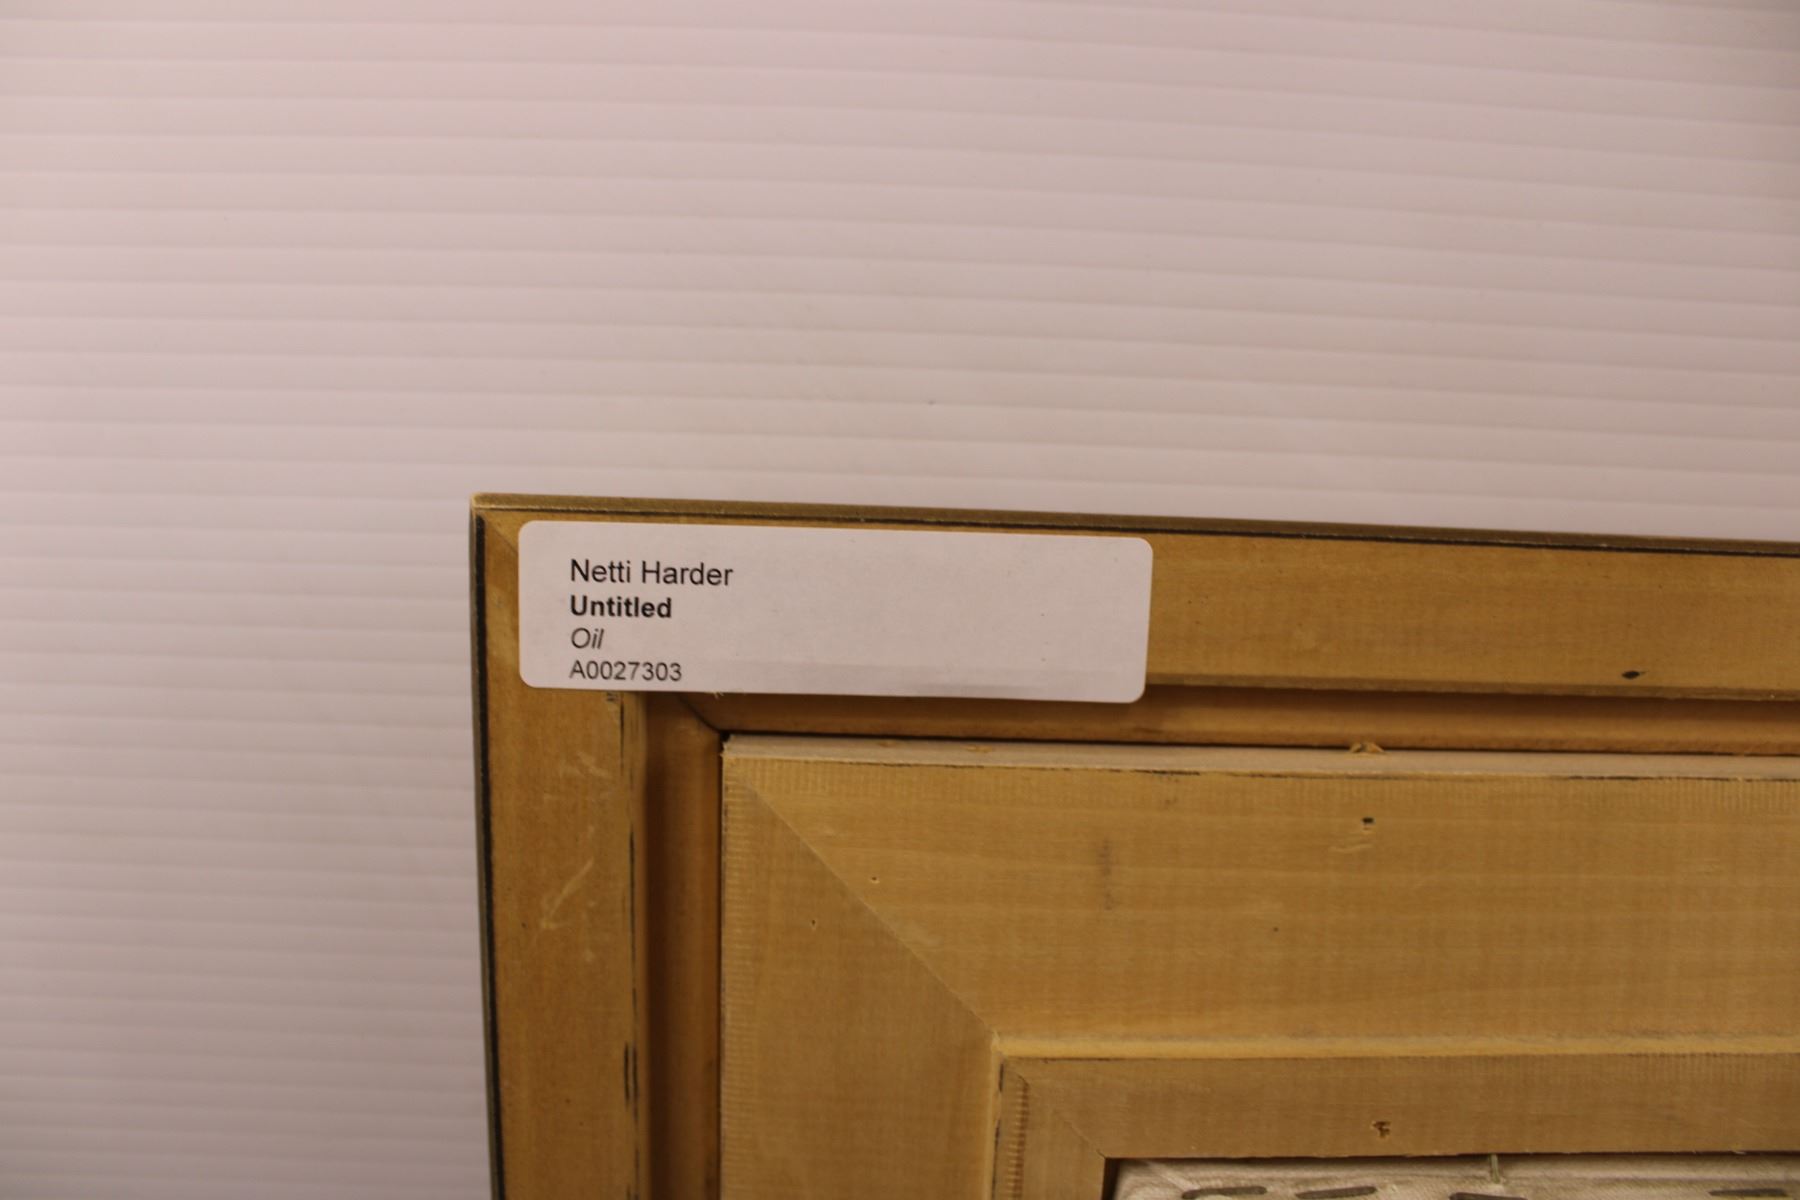 Netti Harder
Untitled
Oil
A0027303